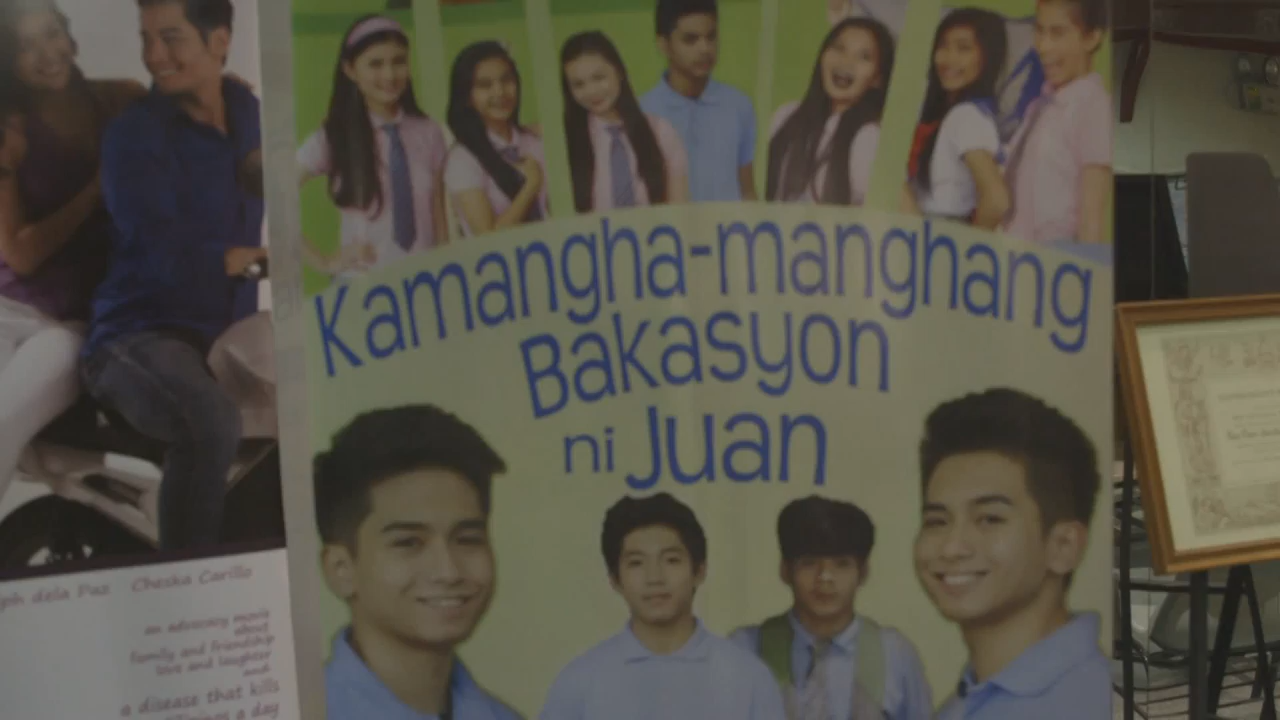 Kamangha-manghang
Bakasyon
ni Juan
ph dela Paz Cheska Carillo
an advocacy movie
about
family and friendship
love and laughter
and
a disease that kills
a day